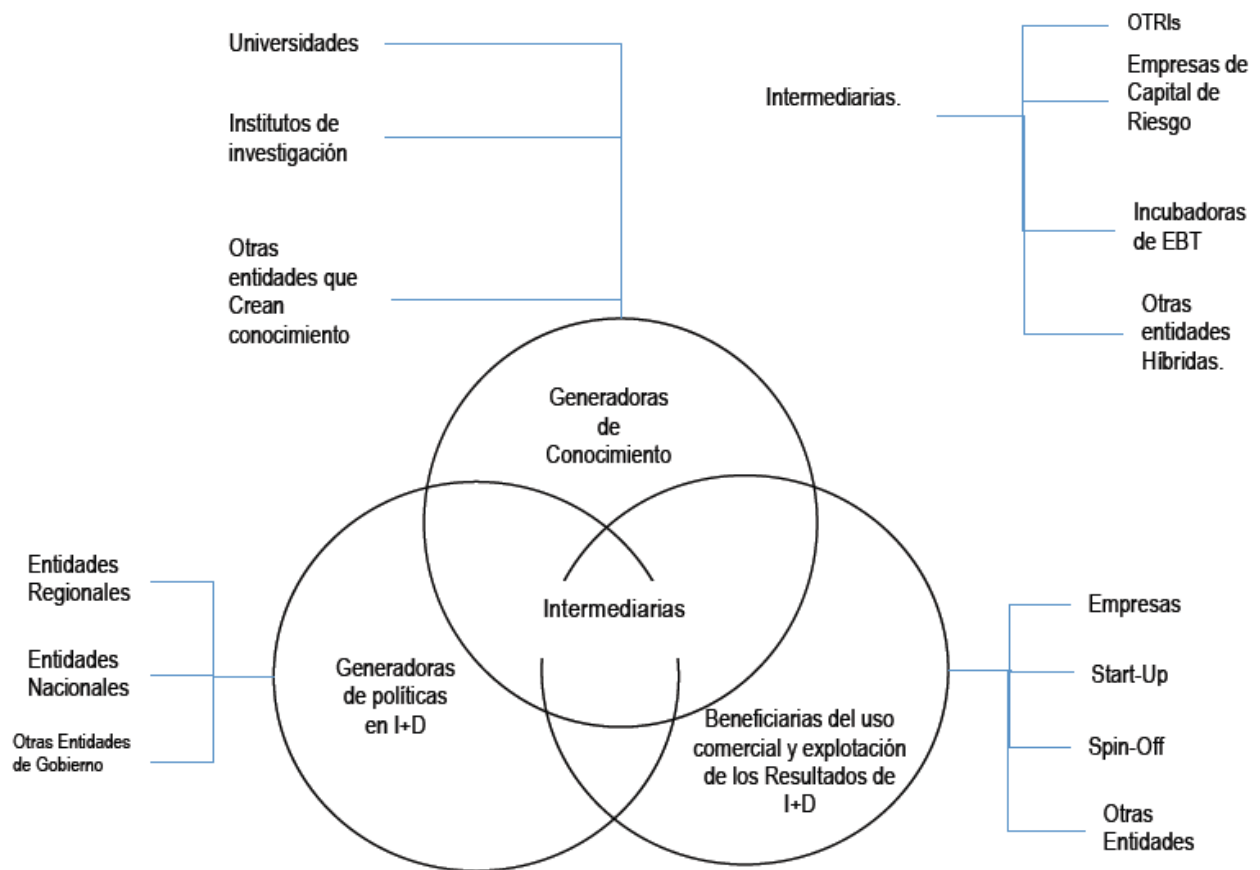 Universidades
Institutos de
investigación
Otras
entidades que
Crean
conocimiento
Intermediarias.
OTRIs
Empresas de
Capital de
Riesgo
Incubadoras
de EBT
Otras
entidades
Híbridas.
Generadoras
de
Conocimiento
Entidades
Regionales
Entidades
Nacionales
Otras Entidades
de Gobierno
Intermediarias
Generadoras
de políticas
en I+D
Beneficiarias del uso
comercial y explotación
de los Resultados de
I+D
Empresas
Start-Up
Spin-Off
Otras
Entidades